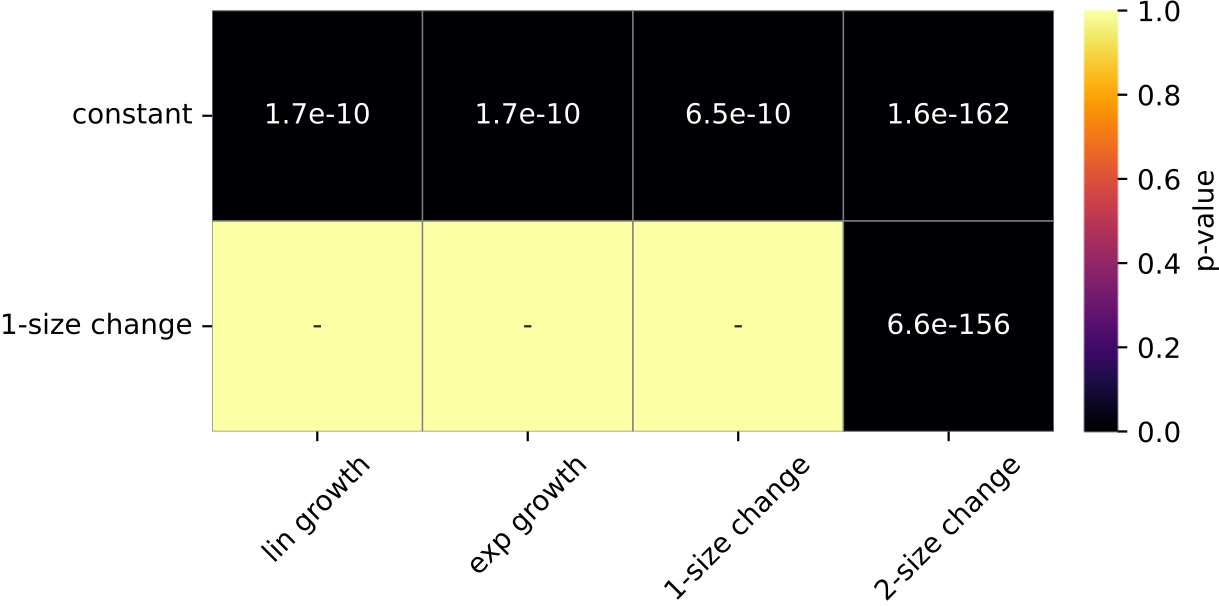 constant 1.7e-10 1.7e-10 6.5e-10 1.6e-162
1-size change - - - 6.6e-156
lin growth exp growth 1-size change 2-size change
1.0
0.8
0.6
0.4
0.2
0.0
p-value